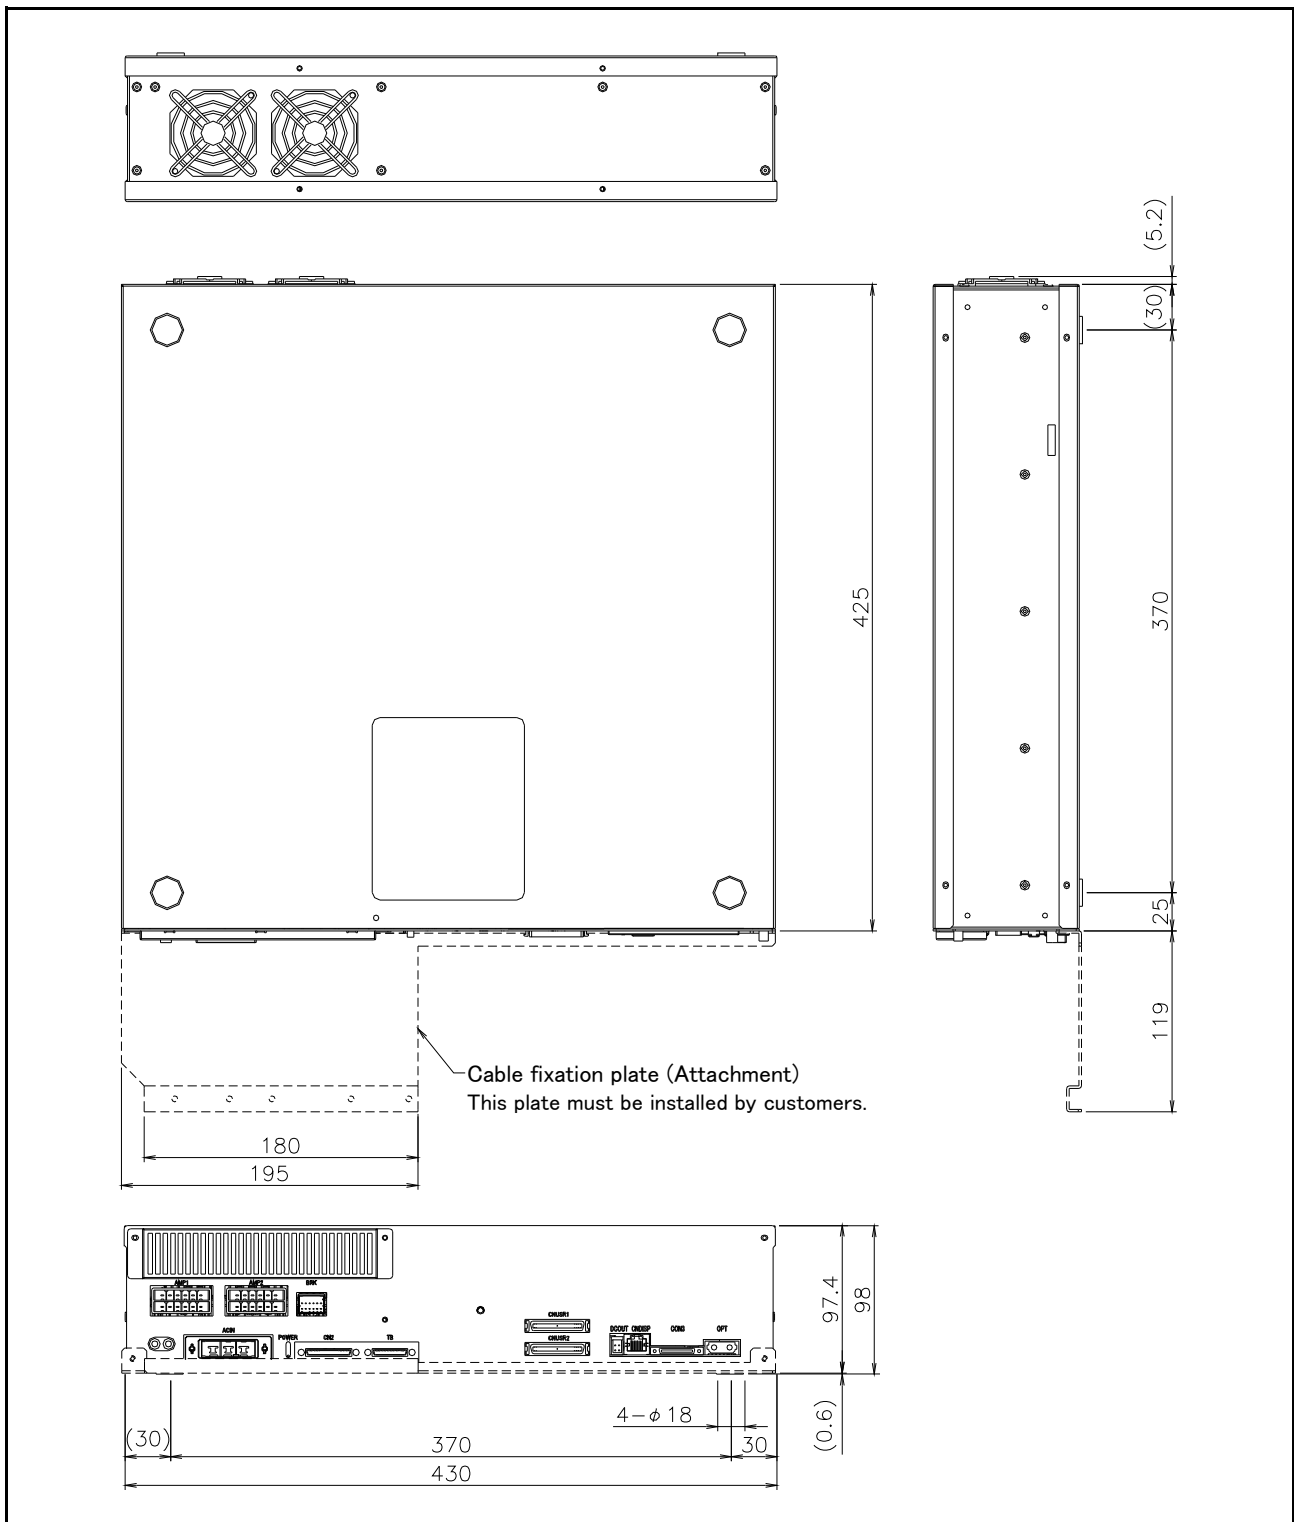 (5.2)
(30)
425
370
25
119
Cable fixation plate (Attachment)
This plate must be installed by customers.
180
195
AMP1 AMP2 BRK
CNUSR1
ACIN POWER CN2 TB CNUSR2 DCOUT CNDISP CON3 OPT
97.4
98
4-φ18
(0.6)
(30) 370 30
430